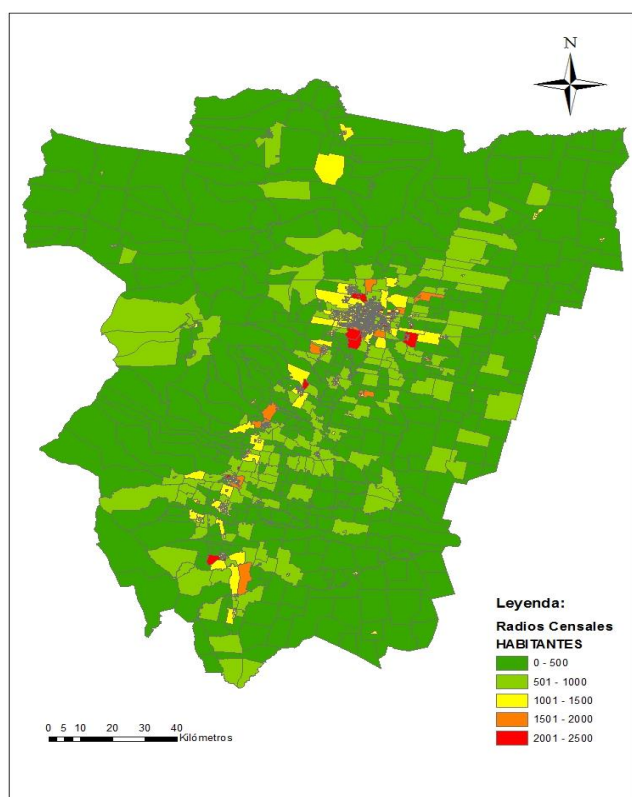 N
Leyenda:
Radios Censales
HABITANTES
0 - 500
501 - 1000
1001 - 1500
1501 - 2000
2001 - 2500
0 5 10 20 30 40
Kilómetros